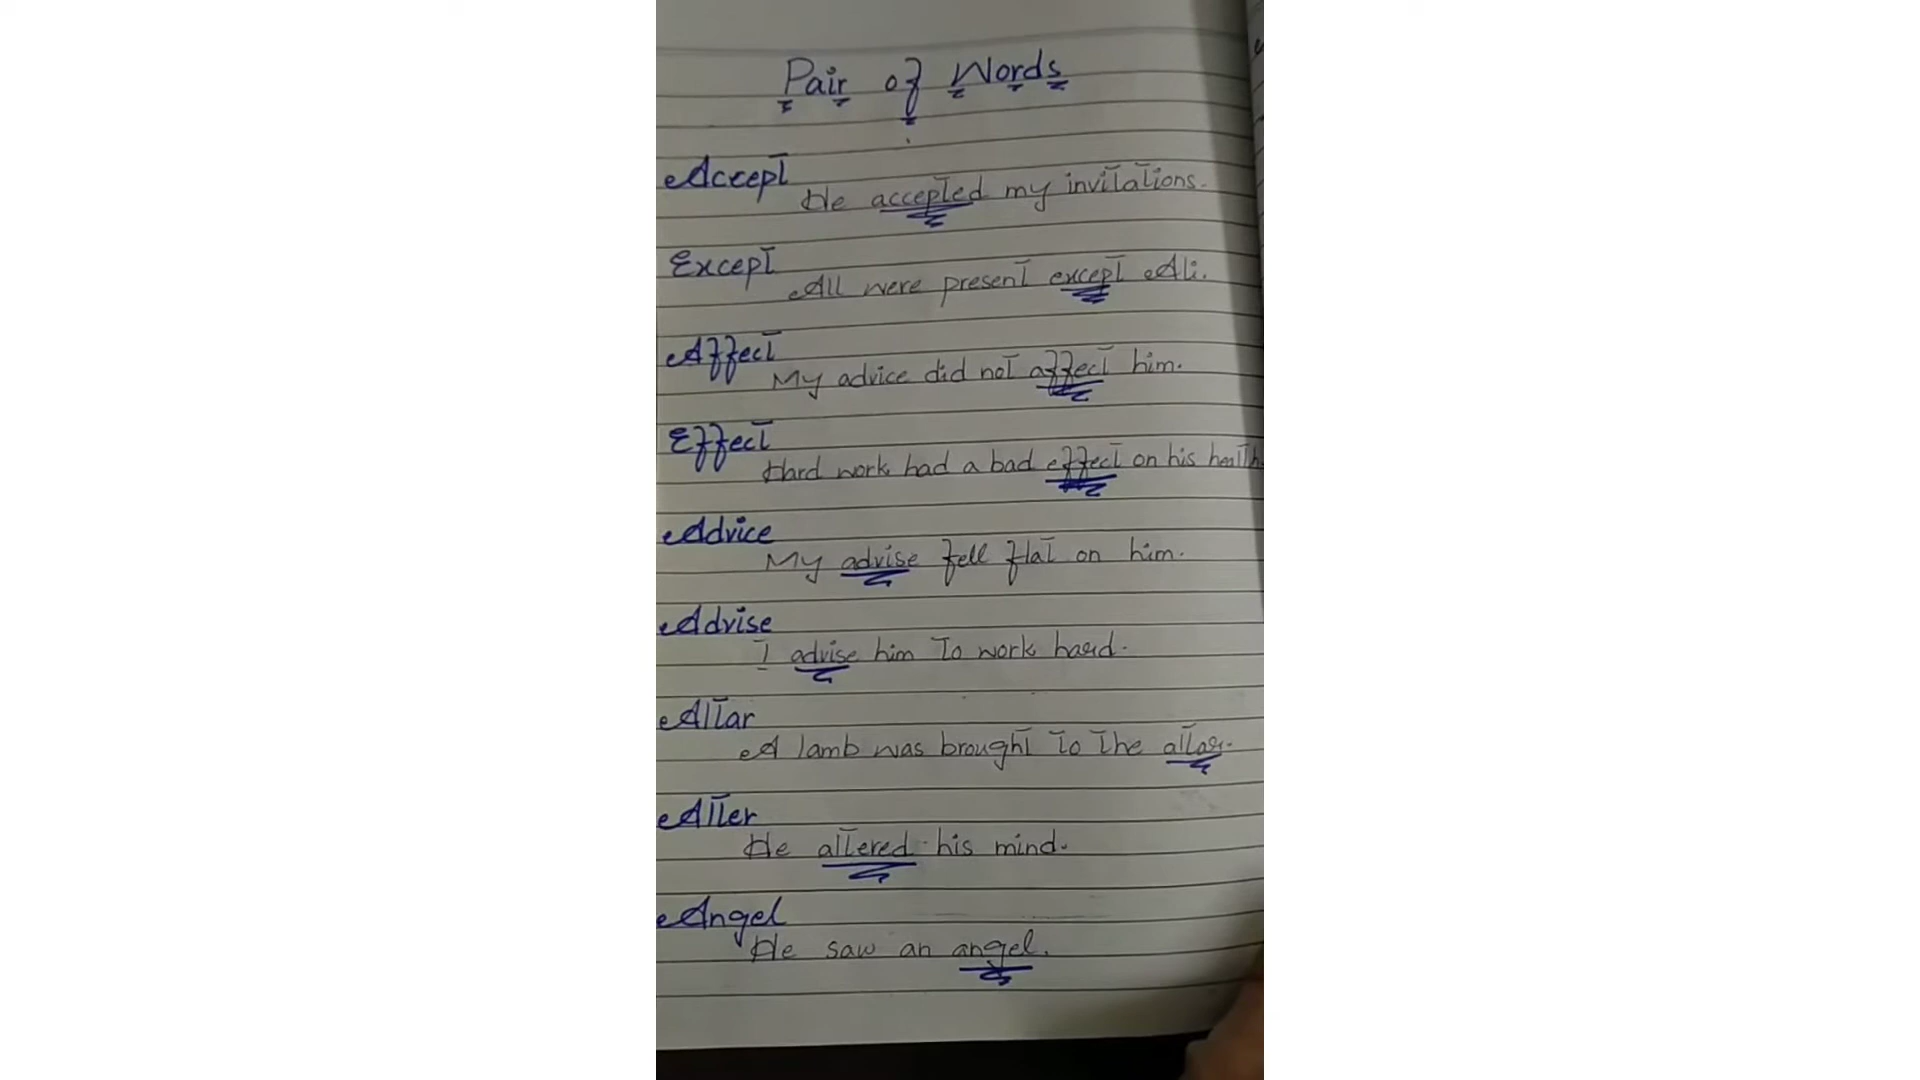 Pair of Words
Accept
He accepted my invitations.
Except
All were present except Ali.
Affect
My advice did not affect him.
Effect
Hard work had a bad effect on his health
Advice
My advise fell flat on him.
Advise
I advise him to work hard.
Altar
A lamb was brought to the altar.
Alter
He altered his mind.
Angel
He saw an angel.